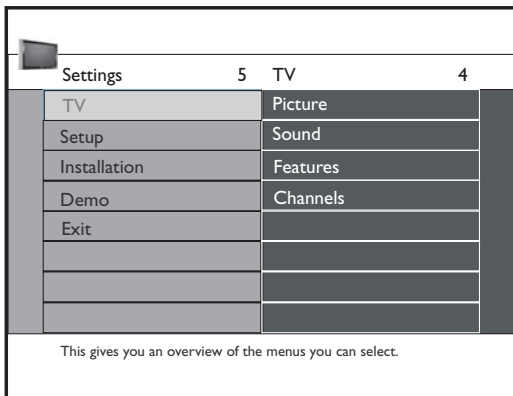 Settings 5 TV 4
TV Picture
Setup Sound
Installation Features
Demo Channels
Exit
This gives you an overview of the menus you can select.